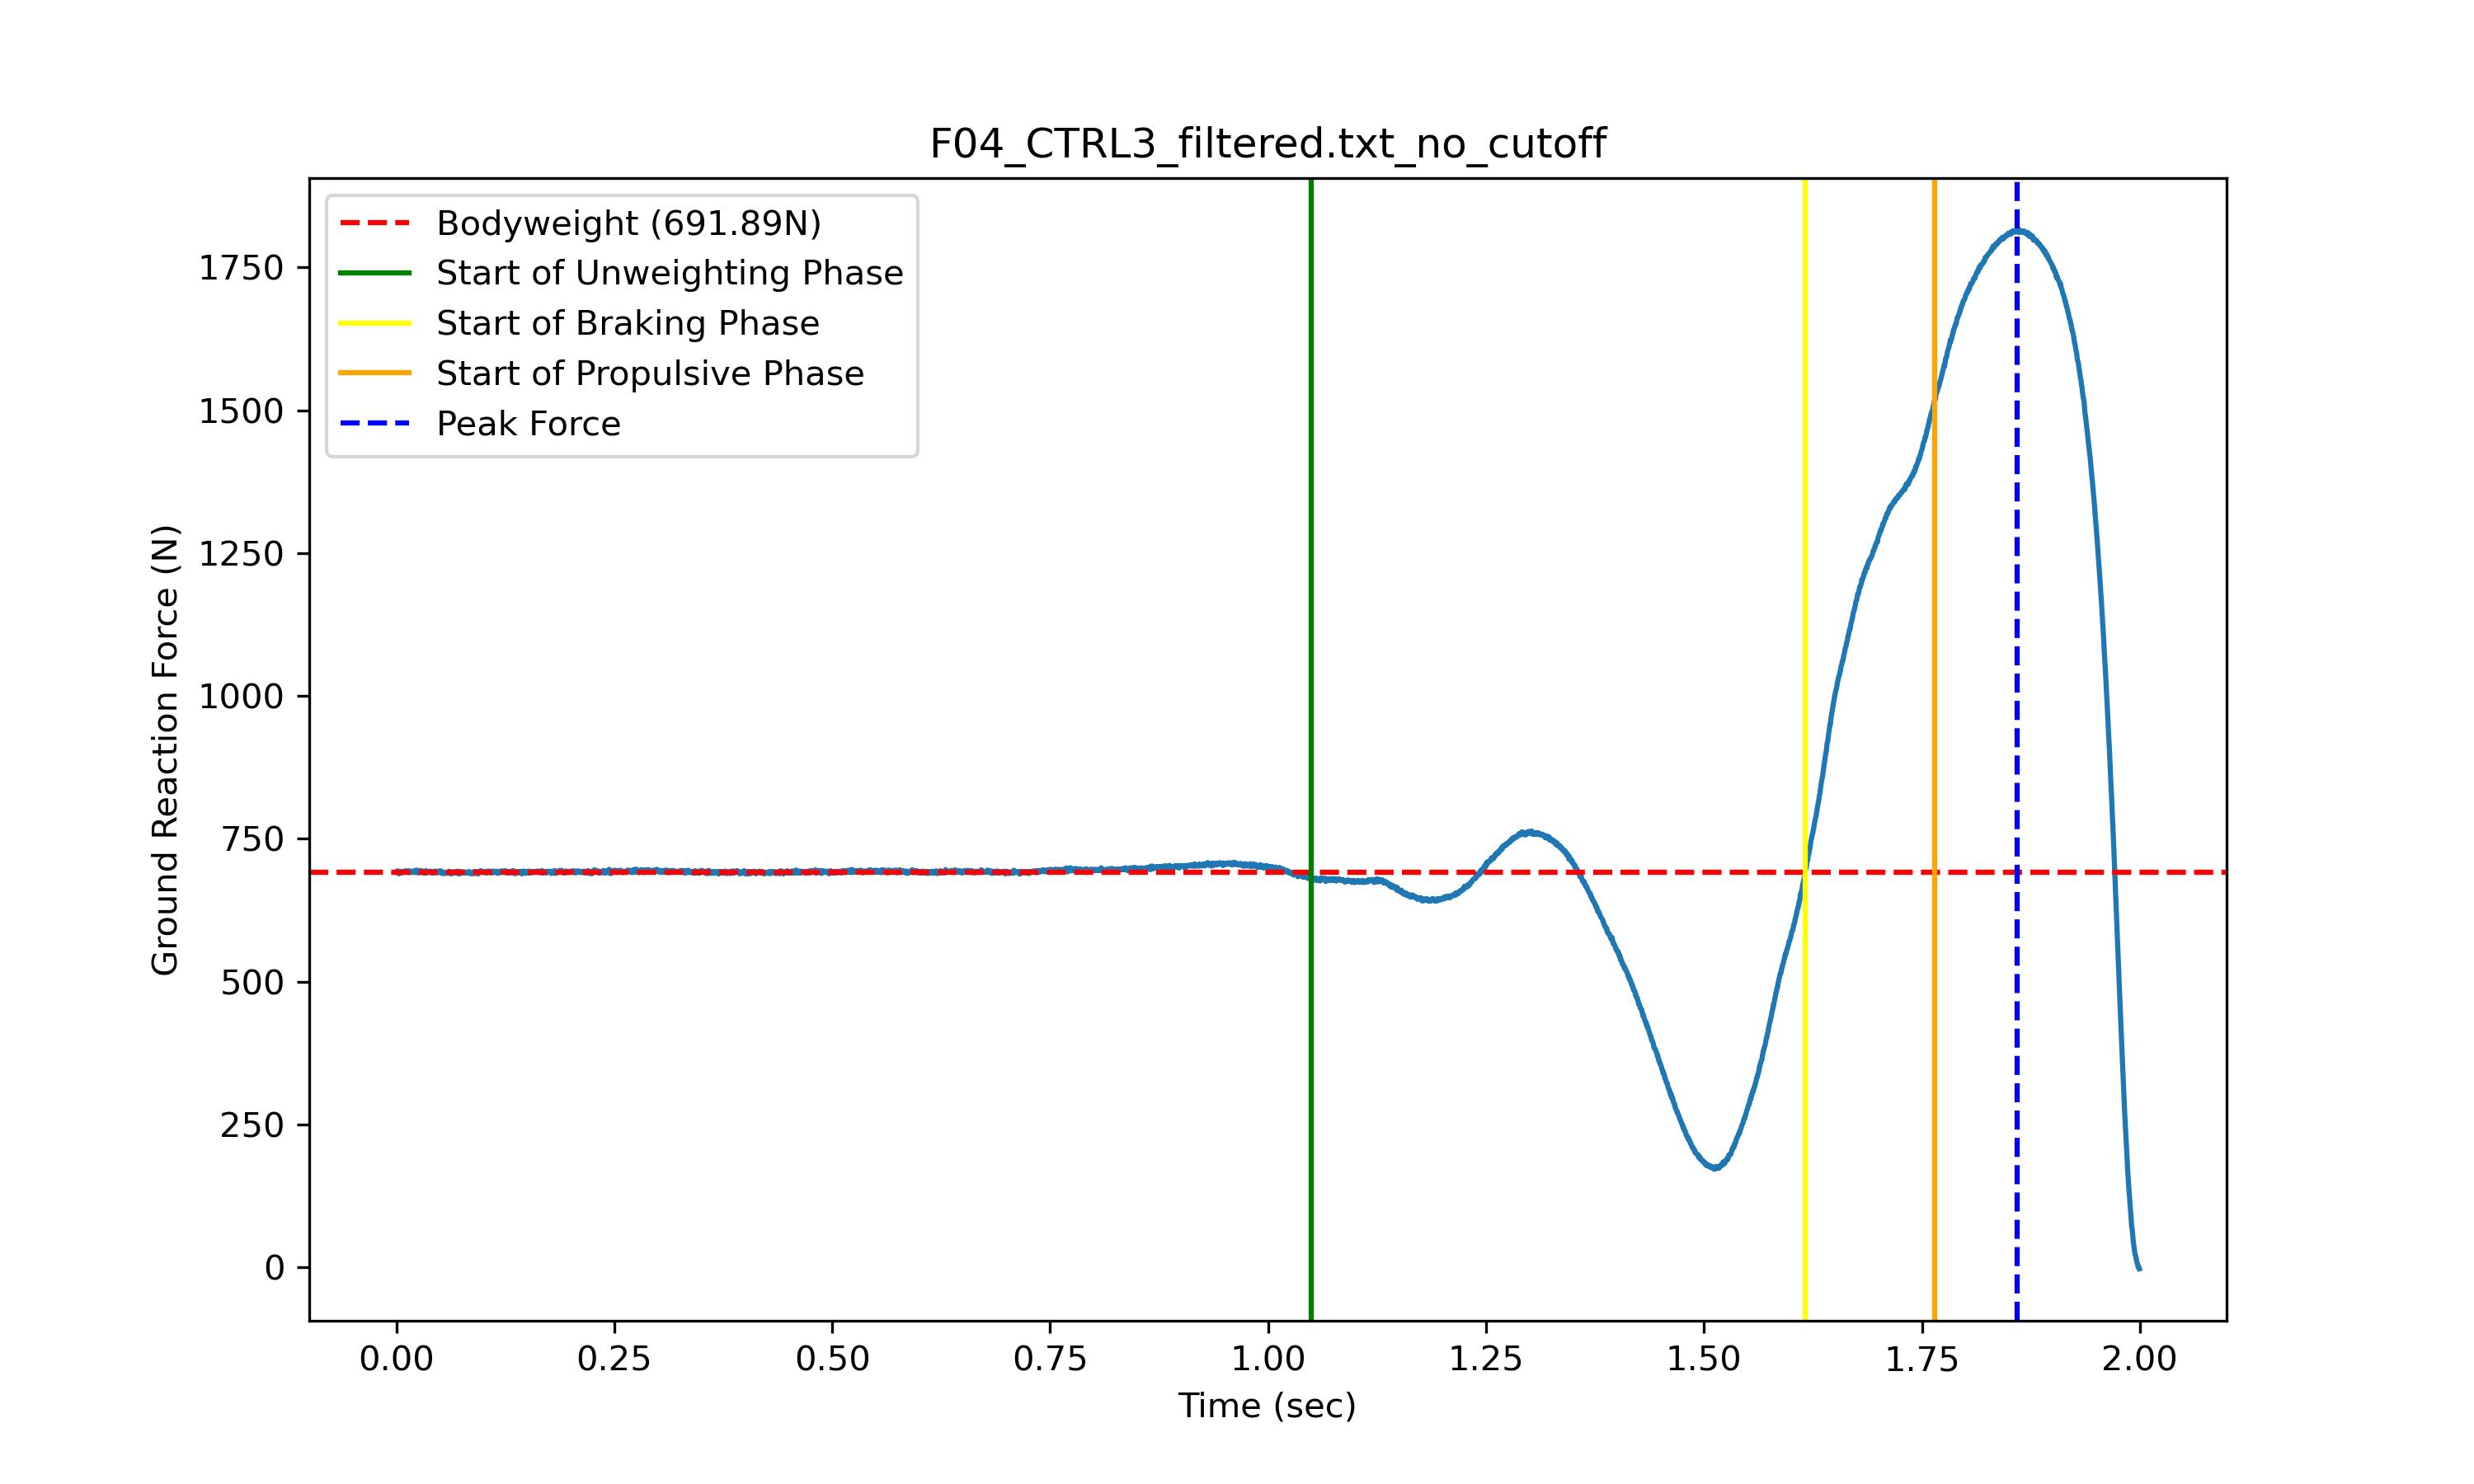 F04_CTRL3_filtered.txt_no_cutoff
Bodyweight (691.89N)
Start of Unweighting Phase
Start of Braking Phase
Start of Propulsive Phase
Peak Force
Ground Reaction Force (N)
1750
1500
1250
1000
750
500
250
0
0.00 0.25 0.50 0.75 1.00 1.25 1.50 1.75 2.00
Time (sec)